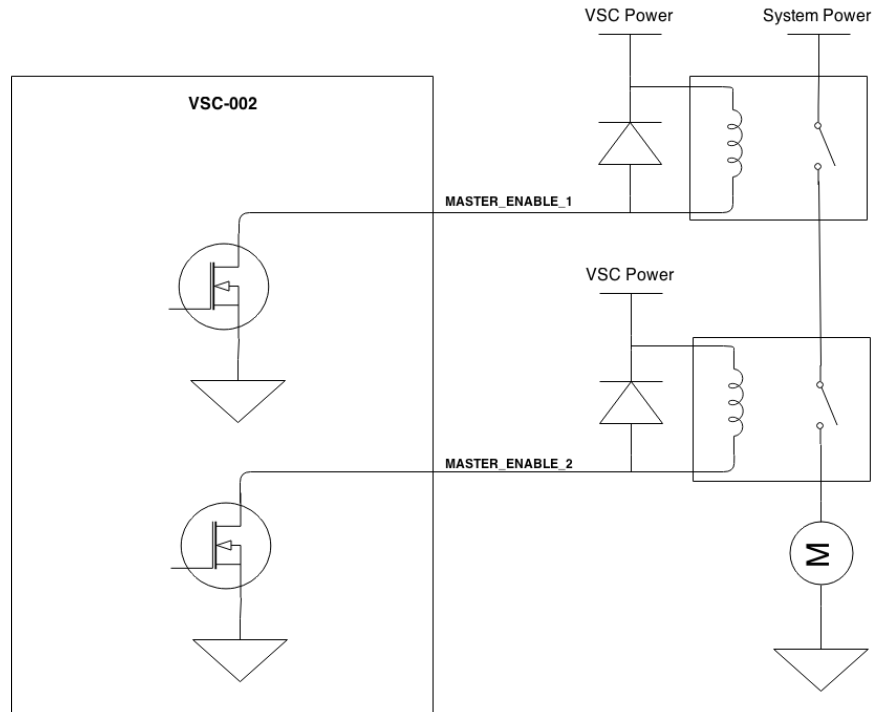 VSC Power
System Power
VSC-002
MASTER_ENABLE_1
VSC Power
MASTER_ENABLE_2
M